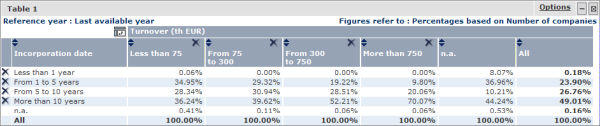 Table 1 Options
Reference year : Last available year Figures refer to : Percentages based on Number of companies
Turnover (th EUR)
Incorporation date Less than 75 From 75 to 300 From 300 to 750 More than 750 n.a. All
Less than 1 year 0.06% 0.00% 0.00% 0.00% 8.07% 0.18%
From 1 to 5 years 34.95% 29.32% 19.22% 9.80% 36.96% 23.90%
From 5 to 10 years 28.34% 30.94% 28.51% 20.06% 10.21% 26.76%
More than 10 years 36.24% 39.62% 52.21% 70.07% 44.24% 49.01%
n.a. 0.41% 0.11% 0.06% 0.06% 0.53% 0.16%
All 100.00% 100.00% 100.00% 100.00% 100.00% 100.00%